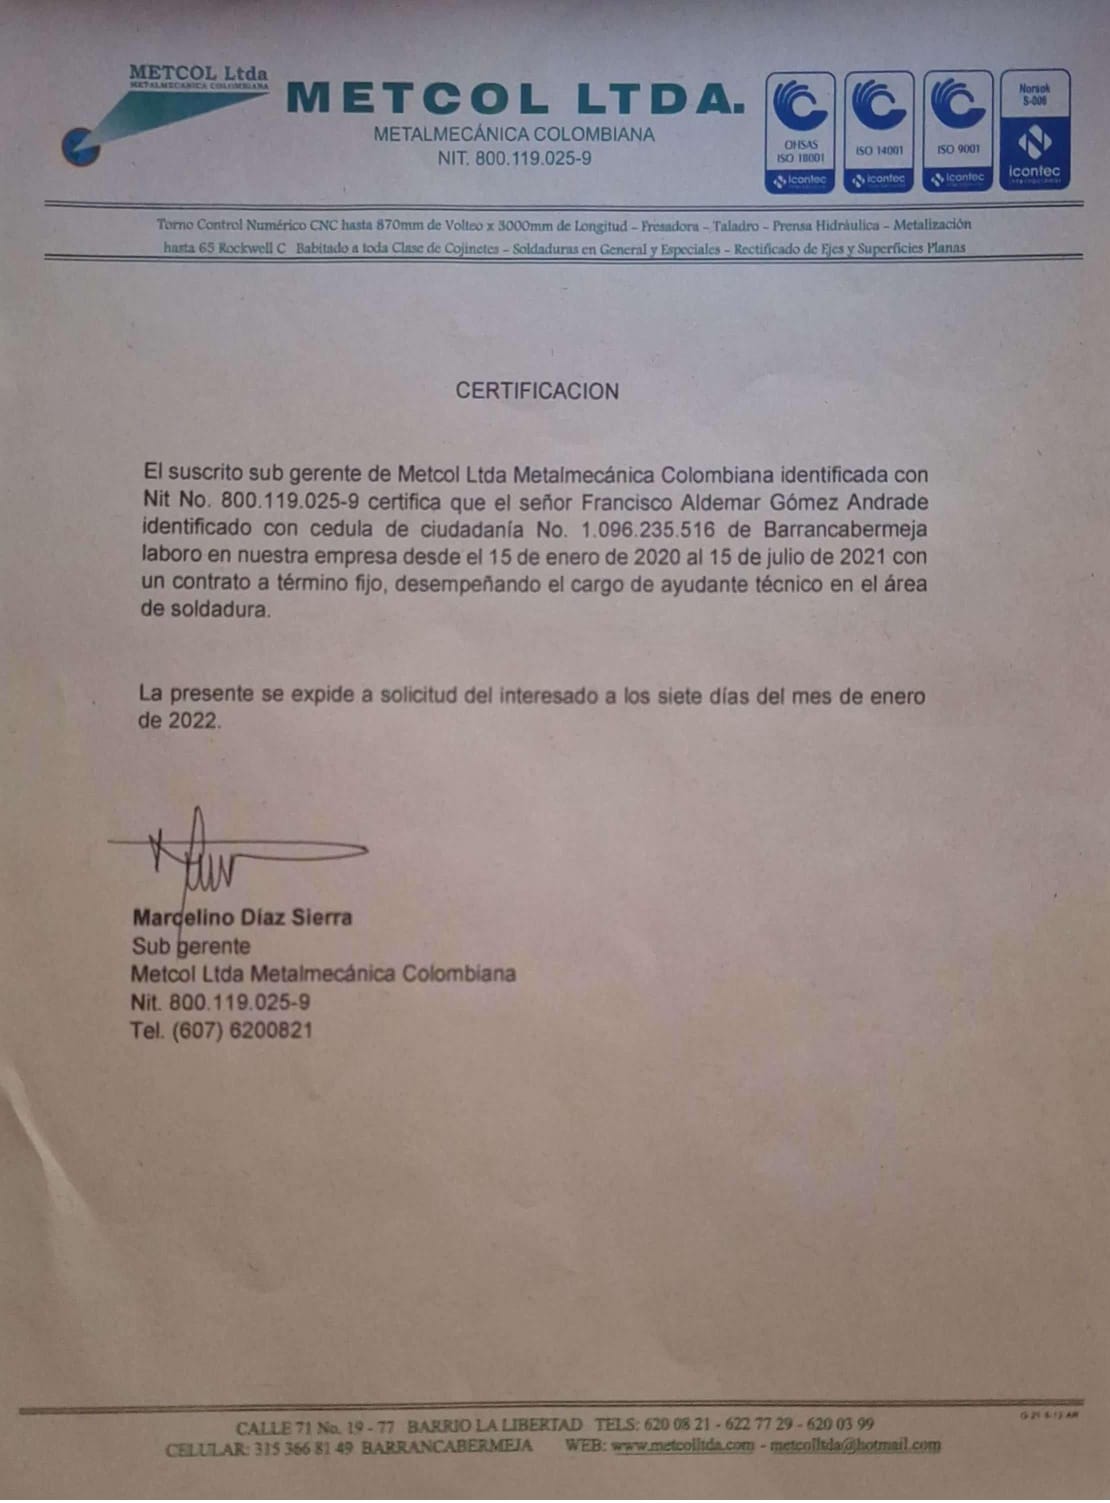 METCOL Ltda
METALMECANICA COLOMBIANA
METCOL LTDA.
METALMECÁNICA COLOMBIANA
NIT. 800.119.025-9
OHSAS
ISO 18001
icontec
ISO 14001
icontec
ISO 9001
icontec
Norsok
S-006
icontec
Torno Control Numérico CNC hasta 870mm de Volteo x 3000mm de Longitud – Fresadora – Taladro – Prensa Hidráulica – Metalización
hasta 65 Rockwell C Babitado a toda Clase de Cojinetes – Soldaduras en General y Especiales – Rectificado de Ejes y Superficies Planas
CERTIFICACION
El suscrito sub gerente de Metcol Ltda Metalmecánica Colombiana identificada con
Nit No. 800.119.025-9 certifica que el señor Francisco Aldemar Gómez Andrade
identificado con cedula de ciudadanía No. 1.096.235.516 de Barrancabermeja
laboro en nuestra empresa desde el 15 de enero de 2020 al 15 de julio de 2021 con
un contrato a término fijo, desempeñando el cargo de ayudante técnico en el área
de soldadura.
La presente se expide a solicitud del interesado a los siete días del mes de enero
de 2022.
Marcelino Díaz Sierra
Sub gerente
Metcol Ltda Metalmecánica Colombiana
Nit. 800.119.025-9
Tel. (607) 6200821
CALLE 71 No. 19 - 77 BARRIO LA LIBERTAD TELS: 620 08 21 - 622 77 29 - 620 03 99
CELULAR: 315 366 81 49 BARRANCABERMEJA WEB: www.metcolltda.com - metcolltda@hotmail.com